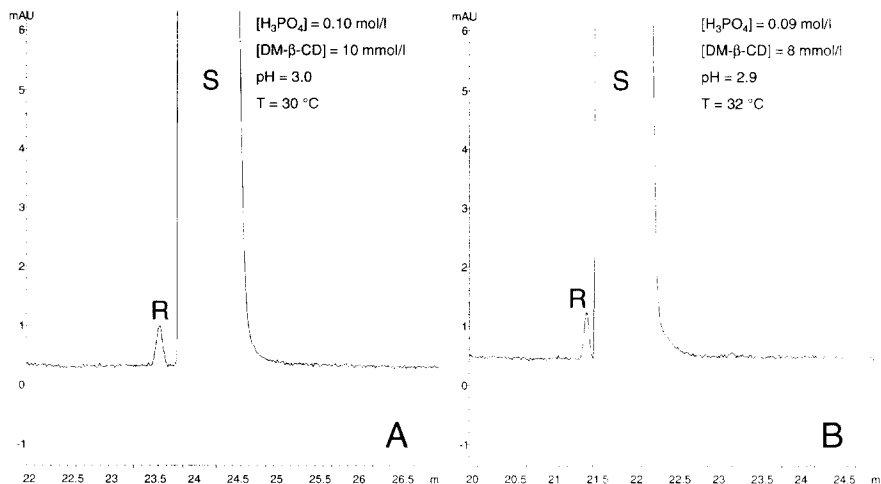 mAU
[H₃PO₄] = 0.10 mol/l
[DM-β-CD] = 10 mmol/l
pH = 3.0
T = 30 °C
6
5
4
3
2
1
0
-1
S
R
A
22 22.5 23 23.5 24 24.5 25 25.5 26 26.5 m
mAU
[H₃PO₄] = 0.09 mol/l
[DM-β-CD] = 8 mmol/l
pH = 2.9
T = 32 °C
6
5
4
3
2
1
0
-1
S
R
B
20 20.5 21 21.5 22 22.5 23 23.5 24 24.5 m